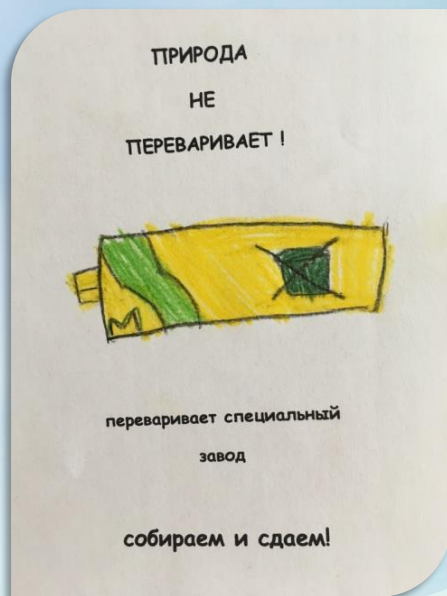 ПРИРОДА
НЕ
ПЕРЕВАРИВАЕТ !
М
переваривает специальный
завод
собираем и сдаем!